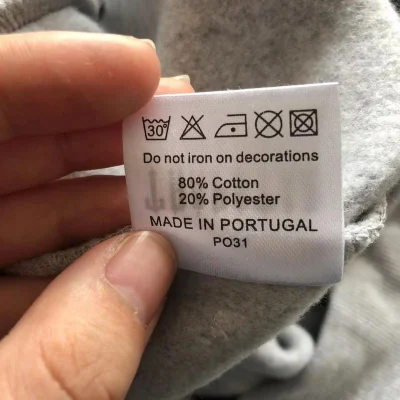 30°
Do not iron on decorations
80% Cotton
20% Polyester
MADE IN PORTUGAL
PO31